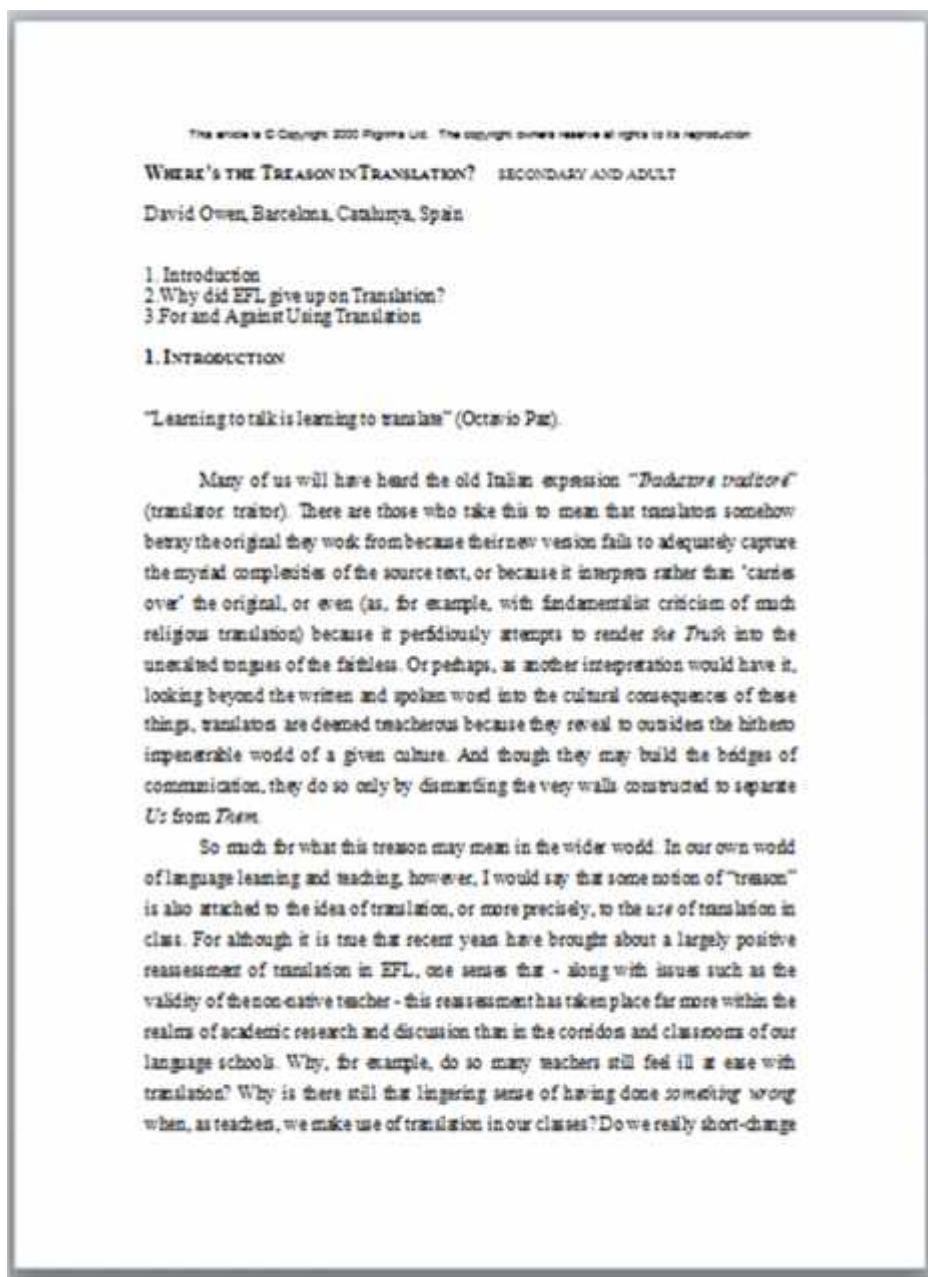 This article is © Copyright 2000 Pilgrims Ltd. The copyright owners reserve all rights to its reproduction
WHERE'S THE TREASON IN TRANSLATION? SECONDARY AND ADULT
David Owen, Barcelona, Catalunya, Spain
1. Introduction
2.Why did EFL give up on Translation?
3.For and Against Using Translation
1. INTRODUCTION
"Learning to talk is learning to translate" (Octavio Paz).
Many of us will have heard the old Italian expression "Traduttore traditore"
(translator: traitor). There are those who take this to mean that translators somehow
betray the original they work from because their new version fails to adequately capture
the myriad complexities of the source text, or because it interprets rather than 'carries
over' the original, or even (as, for example, with fundamentalist criticism of much
religious translation) because it perfidiously attempts to render the Truth into the
unexalted tongues of the faithless. Or perhaps, as another interpretation would have it,
looking beyond the written and spoken word into the cultural consequences of these
things, translators are deemed treacherous because they reveal to outsiders the hitherto
impenetrable world of a given culture. And though they may build the bridges of
communication, they do so only by dismantling the very walls constructed to separate
Us from Them.
So much for what this treason may mean in the wider world. In our own world
of language learning and teaching, however, I would say that some notion of "treason"
is also attached to the idea of translation, or more precisely, to the use of translation in
class. For although it is true that recent years have brought about a largely positive
reassessment of translation in EFL, one senses that - along with issues such as the
validity of the non-native teacher - this reassessment has taken place far more within the
realms of academic research and discussion than in the corridors and classrooms of our
language schools. Why, for example, do so many teachers still feel ill at ease with
translation? Why is there still that lingering sense of having done something wrong
when, as teachers, we make use of translation in our classes? Do we really short-change